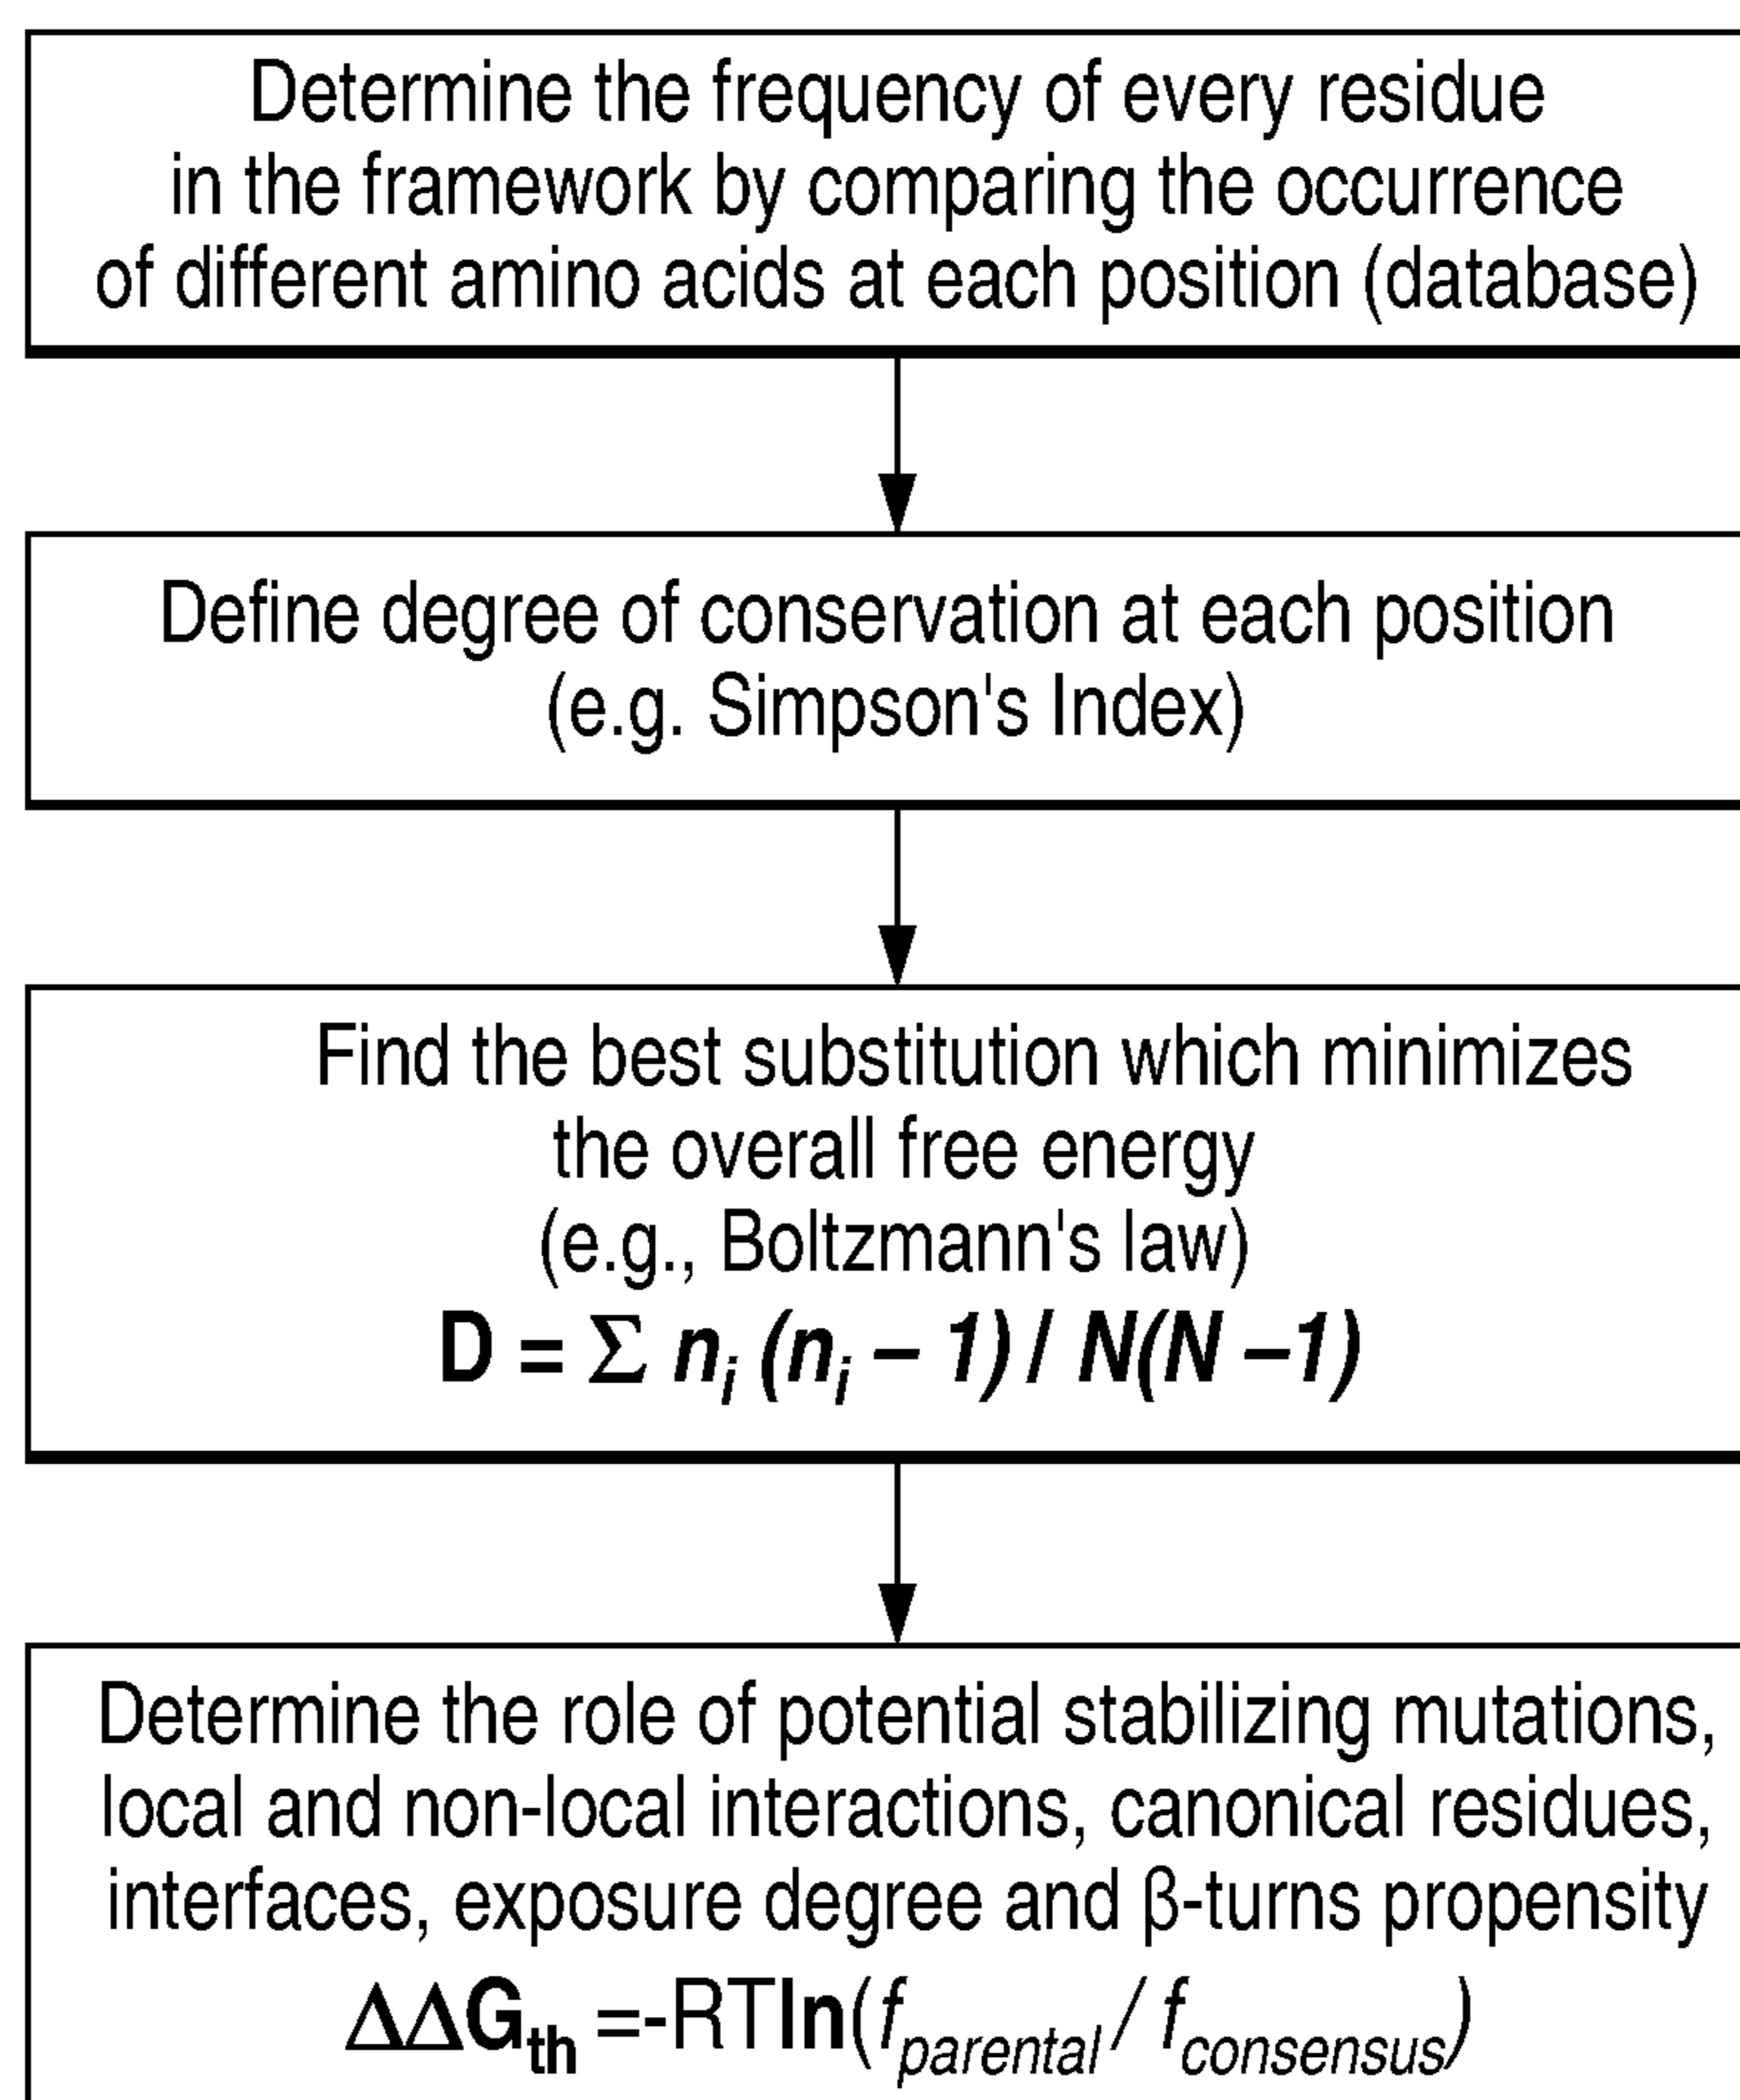 Determine the frequency of every residue
in the framework by comparing the occurrence
of different amino acids at each position (database)
Define degree of conservation at each position
(e.g. Simpson's Index)
Find the best substitution which minimizes
the overall free energy
(e.g., Boltzmann's law)
D = Σ nᵢ (nᵢ – 1) / N(N –1)
Determine the role of potential stabilizing mutations,
local and non-local interactions, canonical residues,
interfaces, exposure degree and β-turns propensity
ΔΔG_th =-RTln(f_parental / f_consensus)